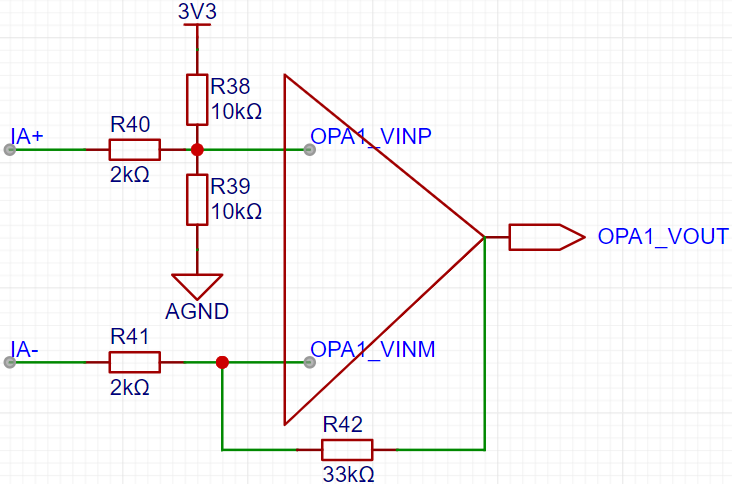 3V3
R38
10kΩ
IA+
R40
2kΩ
OPA1_VINP
R39
10kΩ
OPA1_VOUT
AGND
IA-
R41
2kΩ
OPA1_VINM
R42
33kΩ